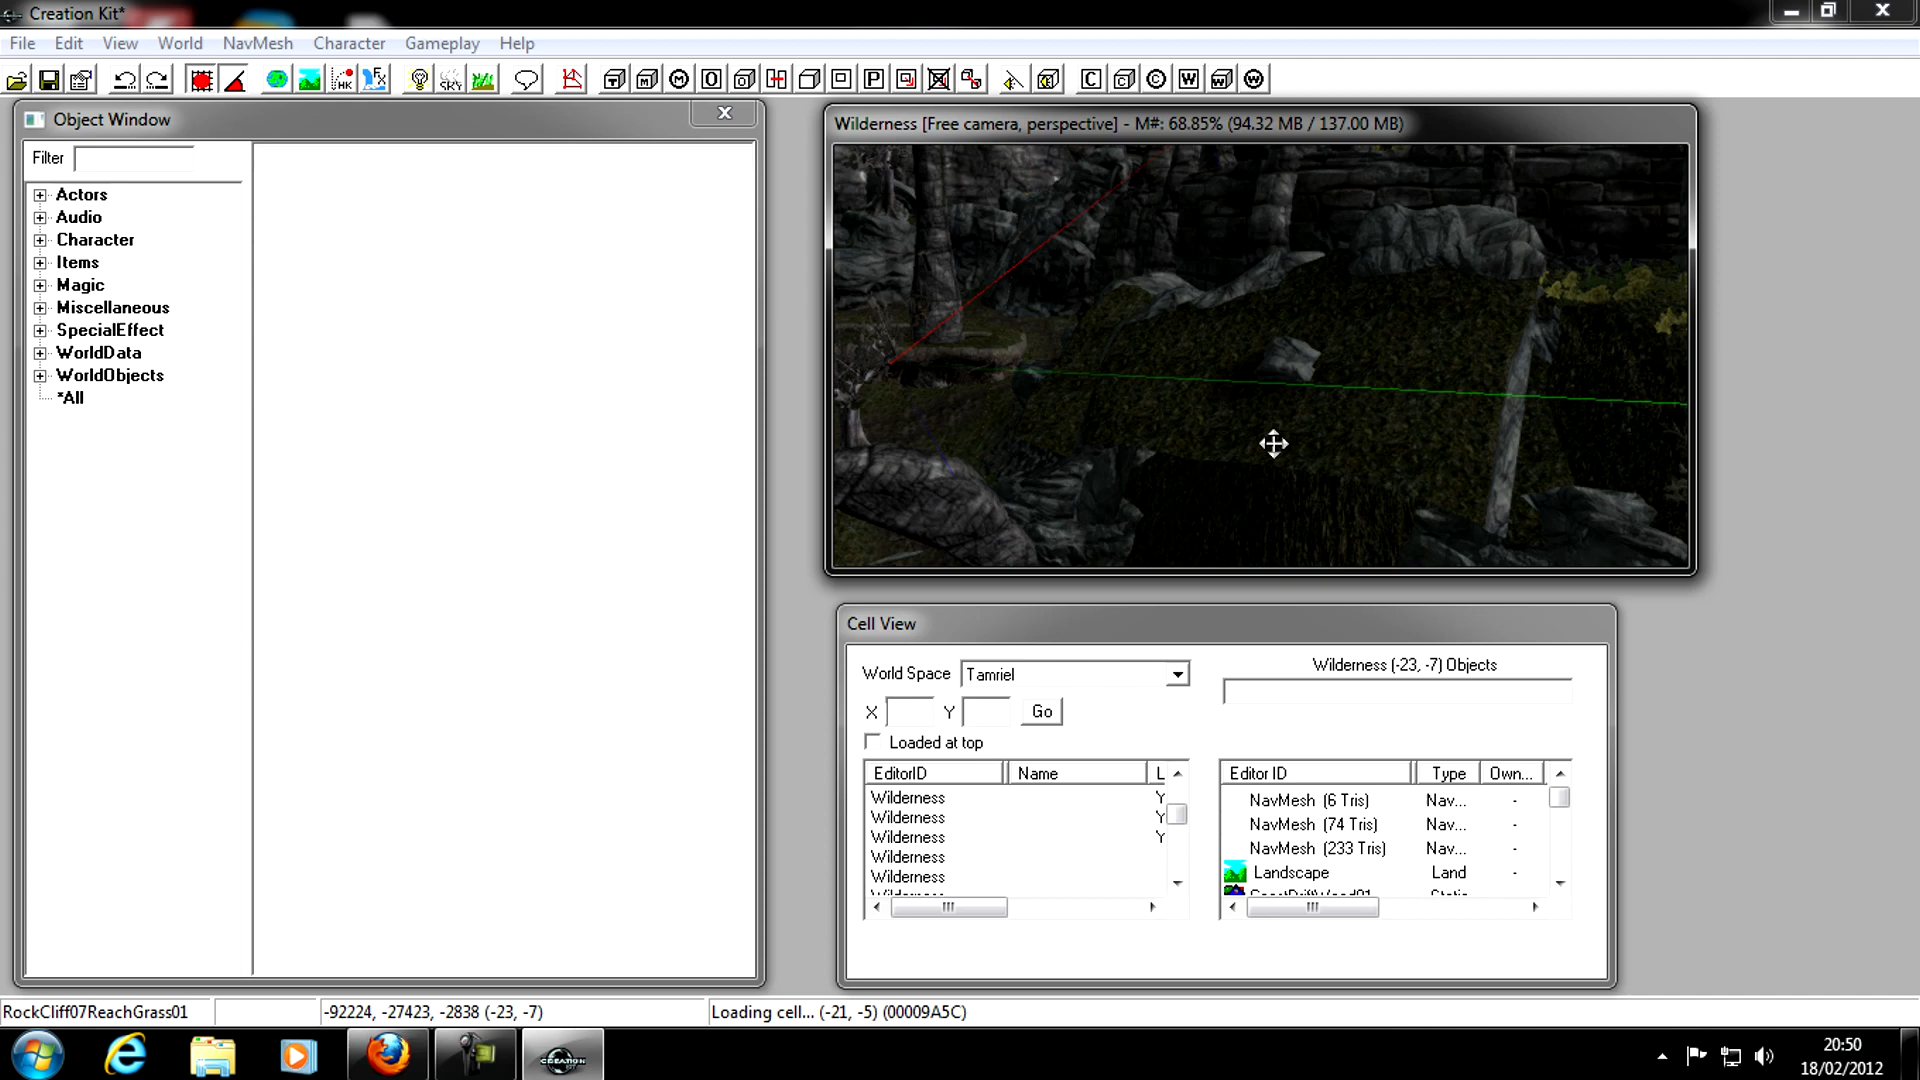 Creation Kit*
File Edit View World NavMesh Character Gameplay Help
HK FX SKY T M M O P C C C W W W
Object Window
Filter
Actors
Audio
Character
Items
Magic
Miscellaneous
SpecialEffect
WorldData
WorldObjects
*All
Wilderness [Free camera, perspective] - M#: 68.85% (94.32 MB / 137.00 MB)
Cell View
World Space Tamriel
X Y Go
Loaded at top
EditorID Name L
Wilderness Y
Wilderness Y
Wilderness Y
Wilderness
Wilderness
Wilderness (-23, -7) Objects
Editor ID Type Own...
NavMesh (6 Tris) Nav... -
NavMesh (74 Tris) Nav... -
NavMesh (233 Tris) Nav... -
Landscape Land -
RockCliff07ReachGrass01
-92224, -27423, -2838 (-23, -7)
Loading cell... (-21, -5) (00009A5C)
CREATION
20:50
18/02/2012